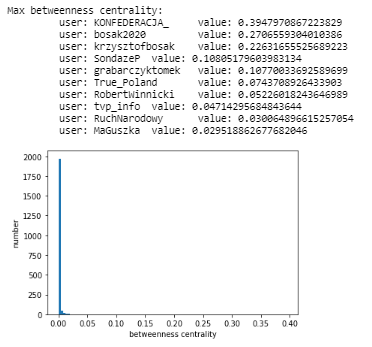 Max betweenness centrality:
user: KONFEDERACJA_ value: 0.3947970867223829
user: bosak2020 value: 0.2706559304010386
user: krzysztofbosak value: 0.22631655525689223
user: SondazeP value: 0.10805179603983134
user: grabarczyktomek value: 0.10770033692589699
user: True_Poland value: 0.0743708926433903
user: RobertWinnicki value: 0.05226018243646989
user: tvp_info value: 0.04714295684843644
user: RuchNarodowy value: 0.030064896615257054
user: MaGuszka value: 0.029518862677682046
2000
1750
1500
1250
1000
750
500
250
0
number
0.00 0.05 0.10 0.15 0.20 0.25 0.30 0.35 0.40
betweenness centrality